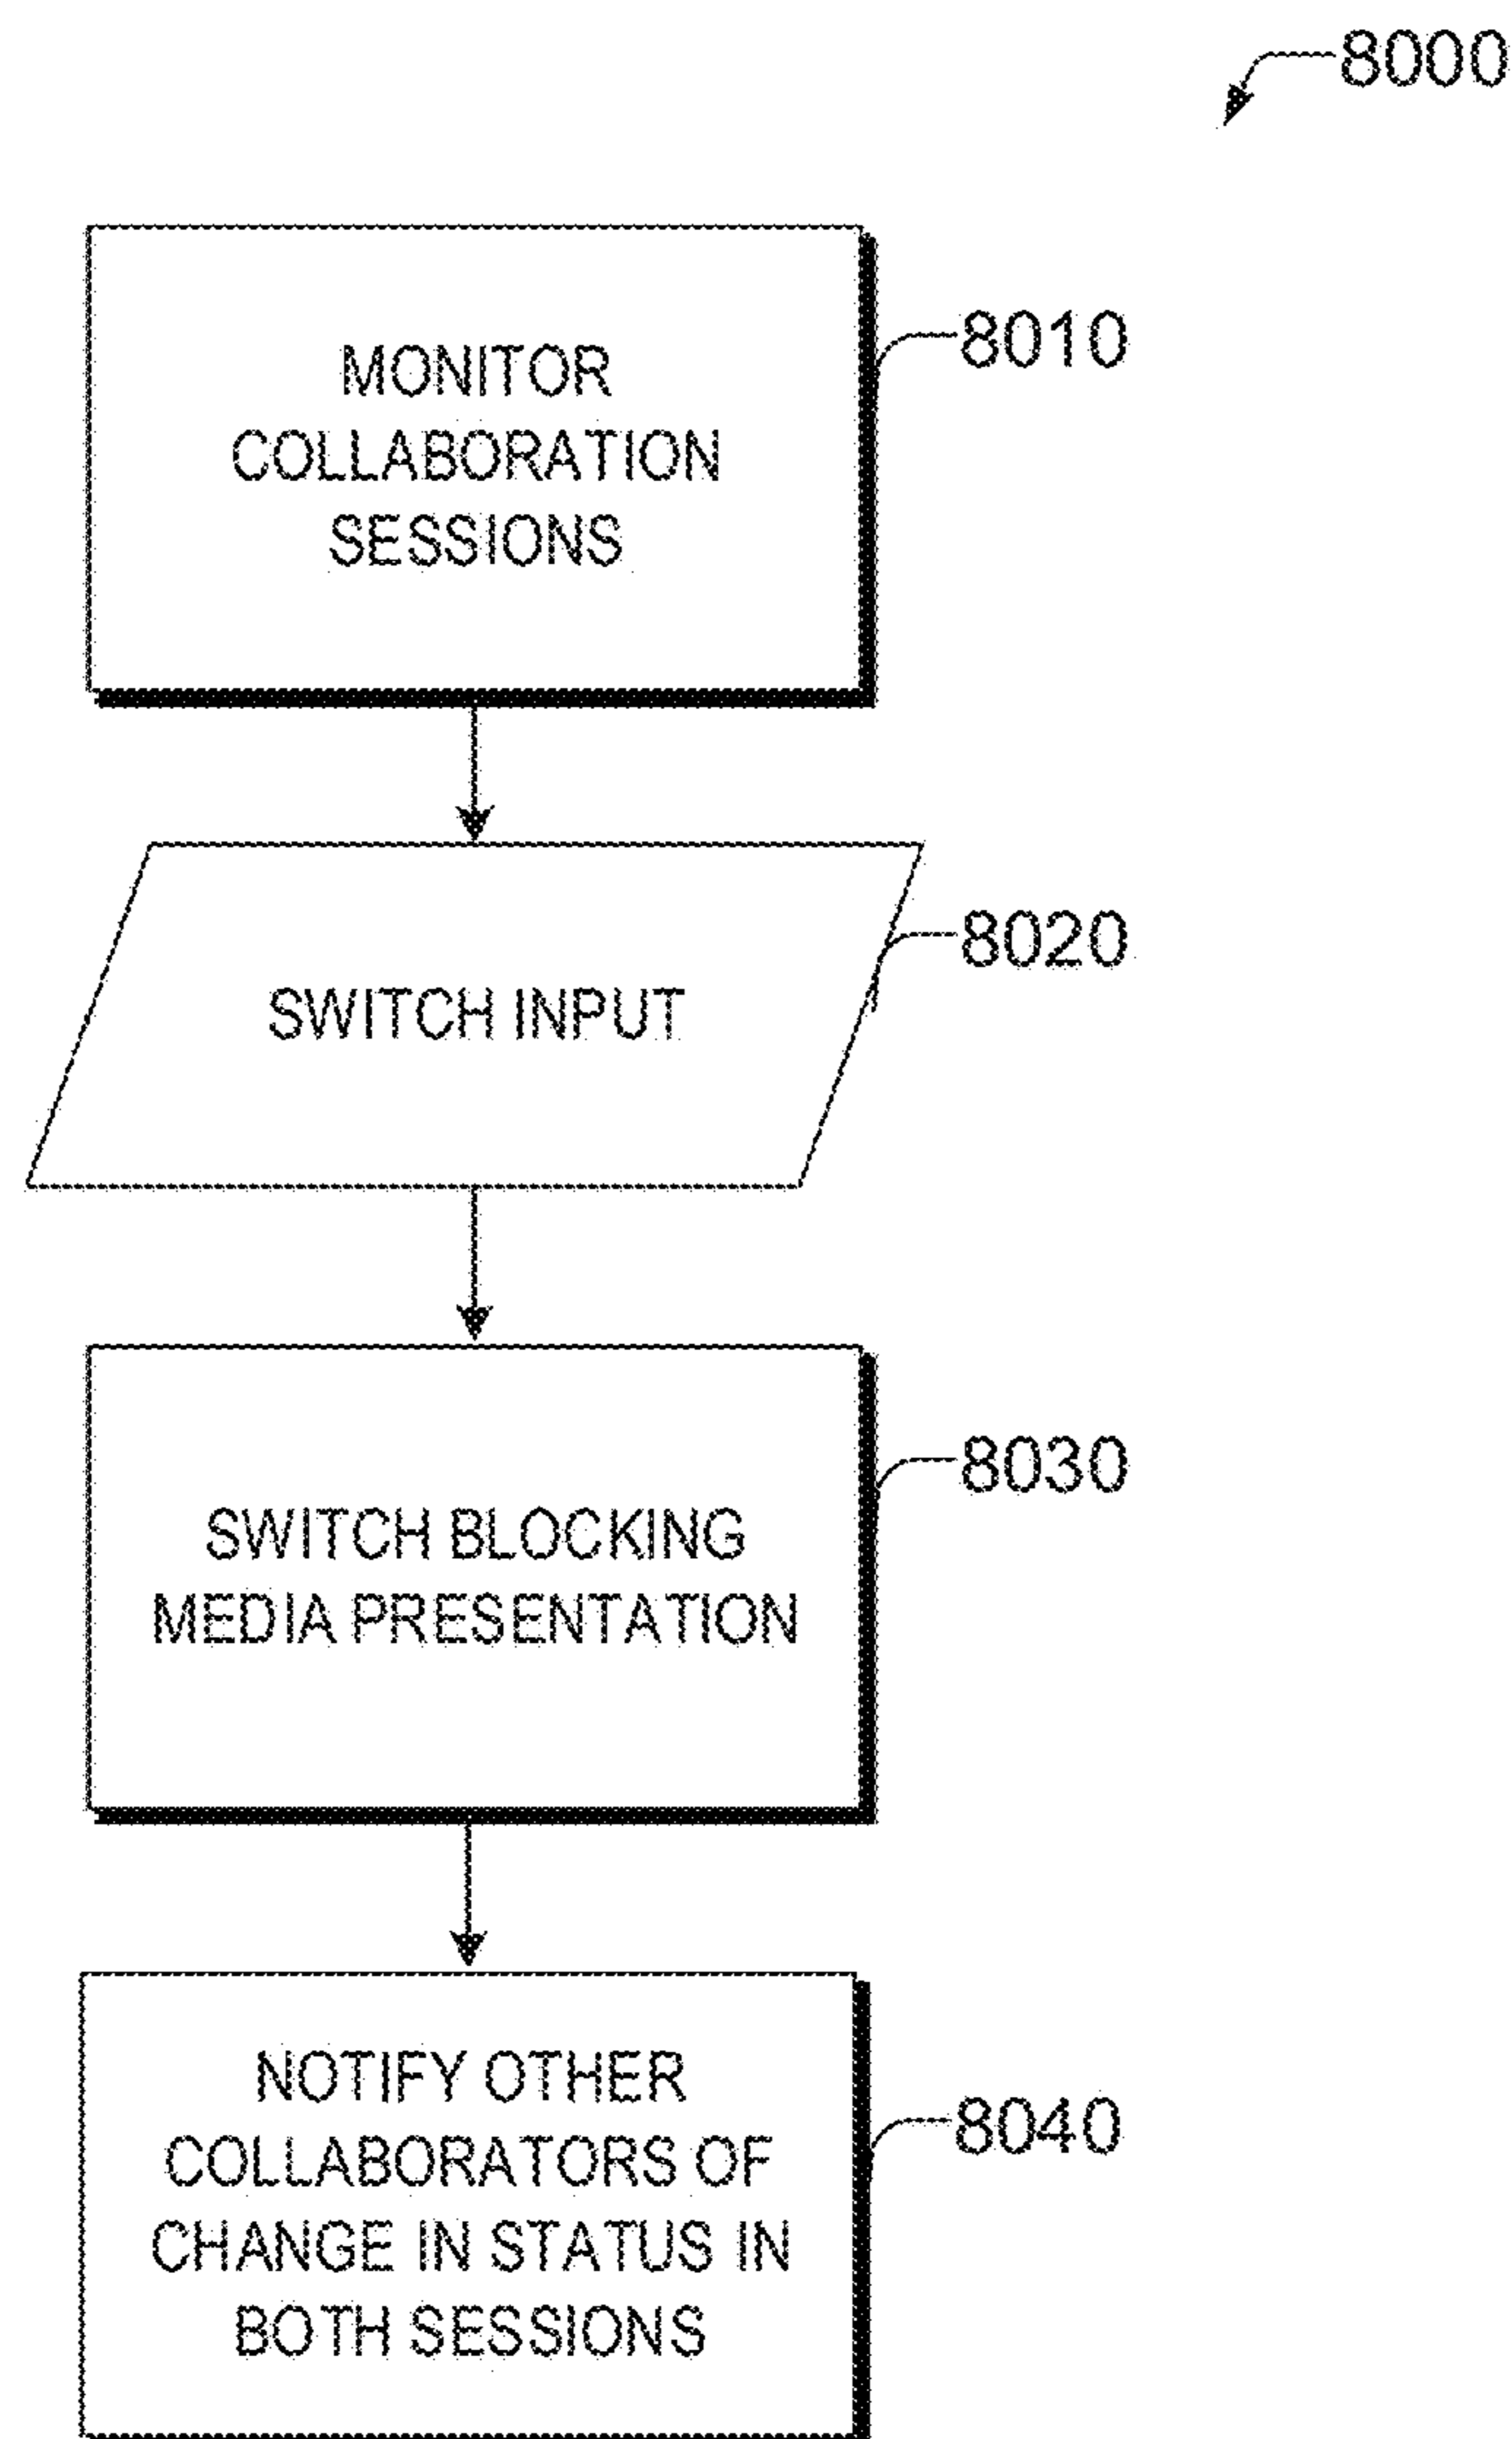 8000
MONITOR
COLLABORATION
SESSIONS
8010
SWITCH INPUT
8020
SWITCH BLOCKING
MEDIA PRESENTATION
8030
NOTIFY OTHER
COLLABORATORS OF
CHANGE IN STATUS IN
BOTH SESSIONS
8040